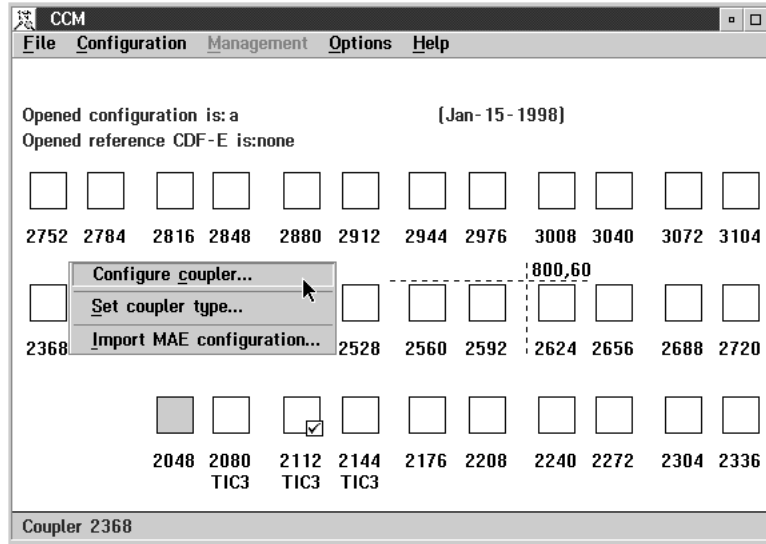 CCM
File Configuration Management Options Help
Opened configuration is: a (Jan-15-1998)
Opened reference CDF-E is:none
2752 2784 2816 2848 2880 2912 2944 2976 3008 3040 3072 3104
800,60
Configure coupler...
Set coupler type...
Import MAE configuration...
2368 2528 2560 2592 2624 2656 2688 2720
2048 2080 2112 2144 2176 2208 2240 2272 2304 2336
TIC3 TIC3 TIC3
Coupler 2368